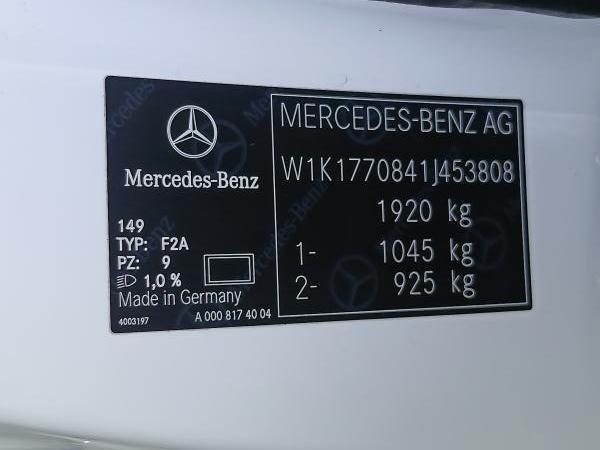 Mercedes-Benz
149
TYP: F2A
PZ: 9
1,0 %
Made in Germany
4003197 A 000 817 40 04
MERCEDES-BENZ AG
W1K1770841J453808
1920 kg
1- 1045 kg
2- 925 kg